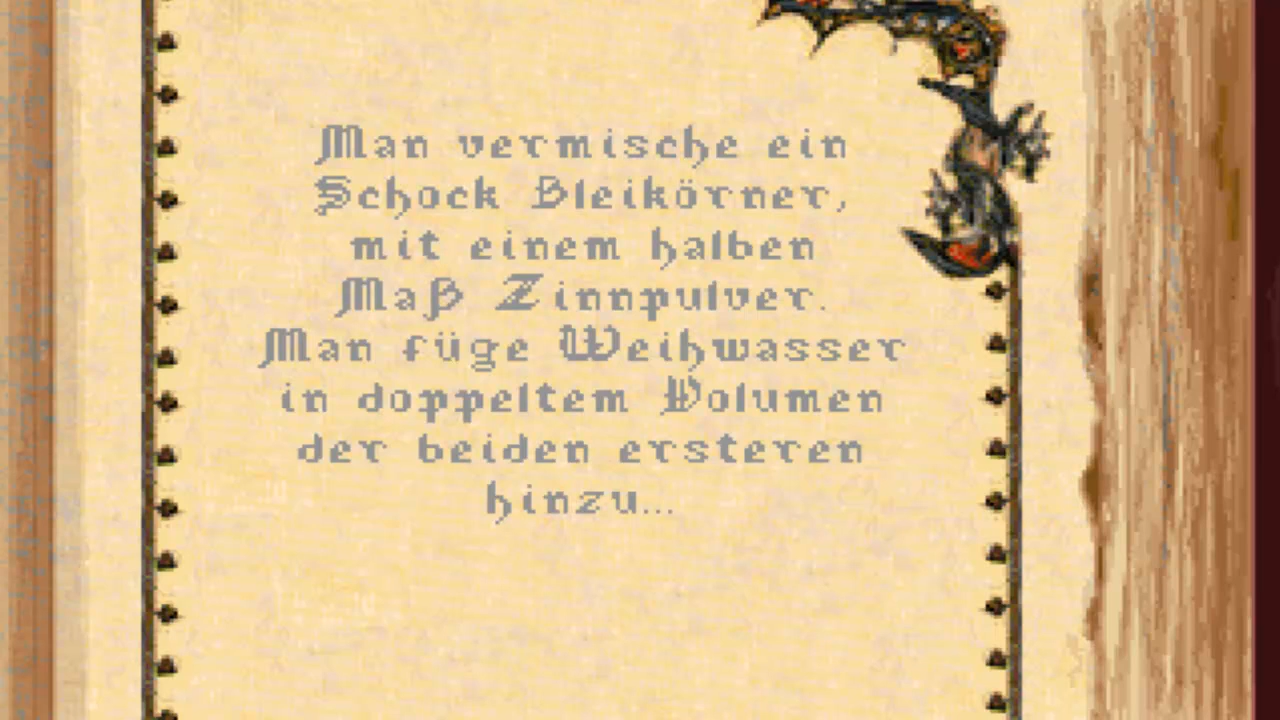 Man vermische ein
Schock Bleikörner,
mit einem halben
Maß Zinnpulver.
Man füge Weihwasser
in doppeltem Volumen
der beiden ersteren
hinzu...